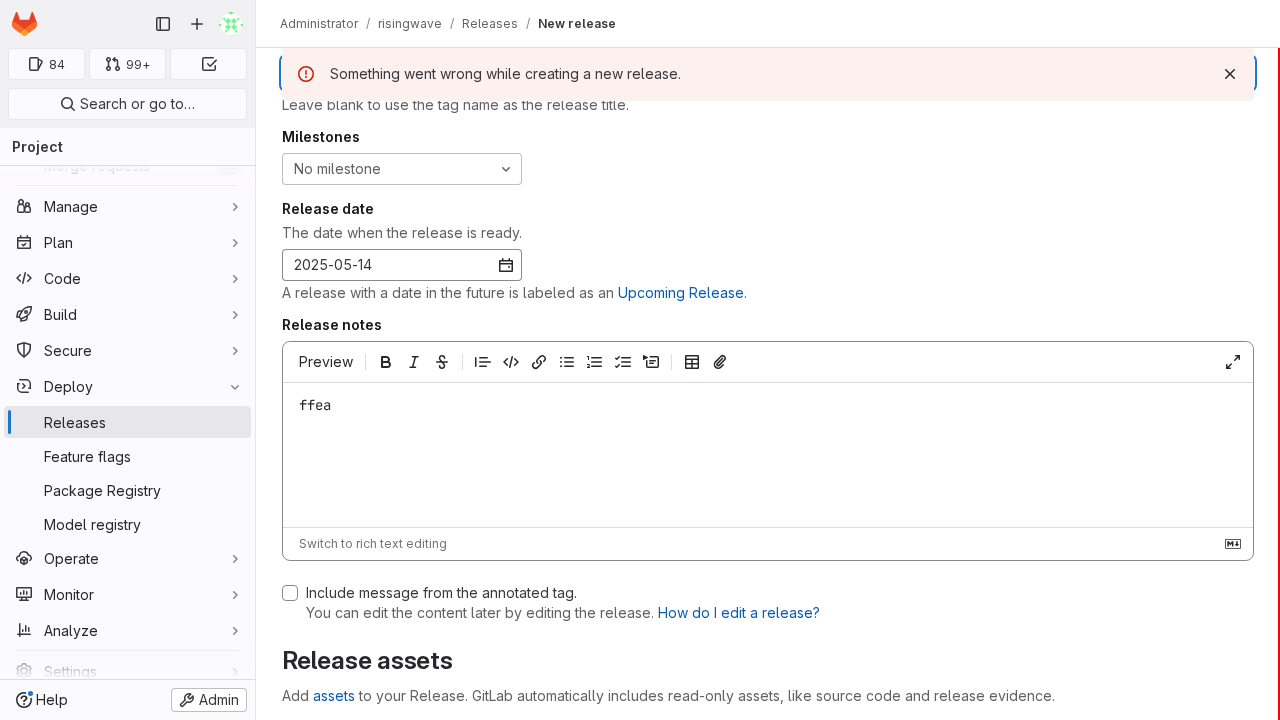 84
99+
Search or go to…
Project
Merge requests
Manage
Plan
Code
Build
Secure
Deploy
Releases
Feature flags
Package Registry
Model registry
Operate
Monitor
Analyze
Settings
Help
Admin
Administrator / risingwave / Releases / New release
Something went wrong while creating a new release.
Leave blank to use the tag name as the release title.
Milestones
No milestone
Release date
The date when the release is ready.
2025-05-14
A release with a date in the future is labeled as an Upcoming Release.
Release notes
Preview
ffea
Switch to rich text editing
Include message from the annotated tag.
You can edit the content later by editing the release. How do I edit a release?
Release assets
Add assets to your Release. GitLab automatically includes read-only assets, like source code and release evidence.